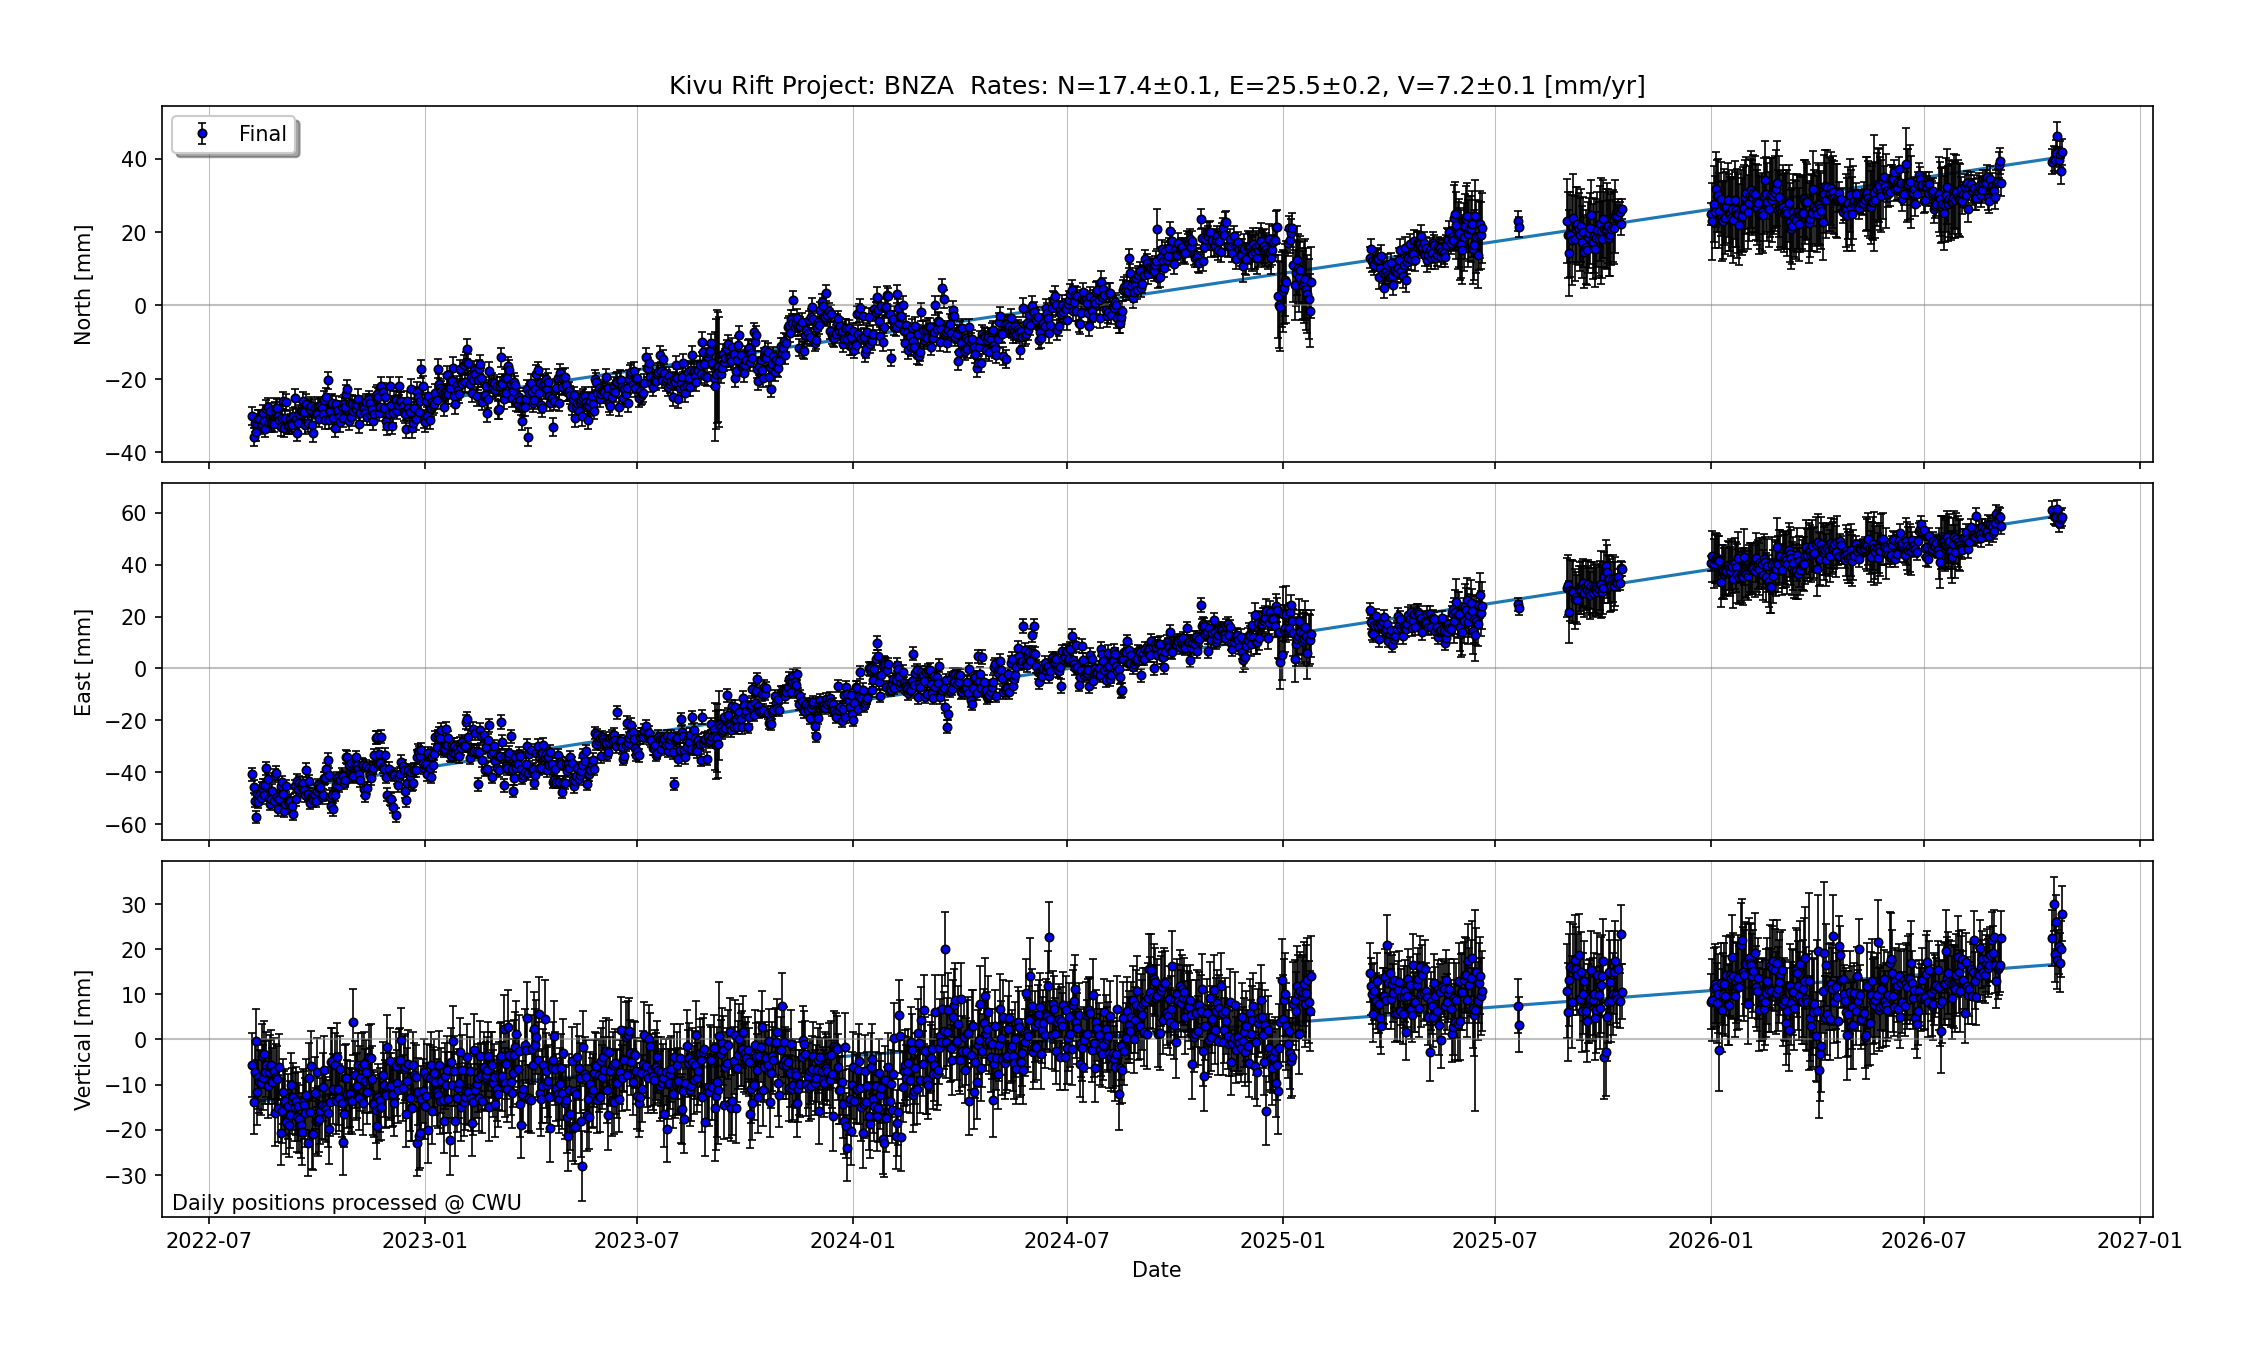 Kivu Rift Project: BNZA  Rates: N=17.4±0.1, E=25.5±0.2, V=7.2±0.1 [mm/yr]
Final
North [mm]
40
20
0
−20
−40
East [mm]
60
40
20
0
−20
−40
−60
Vertical [mm]
30
20
10
0
−10
−20
−30
Daily positions processed @ CWU
2022-07 2023-01 2023-07 2024-01 2024-07 2025-01 2025-07 2026-01 2026-07 2027-01
Date